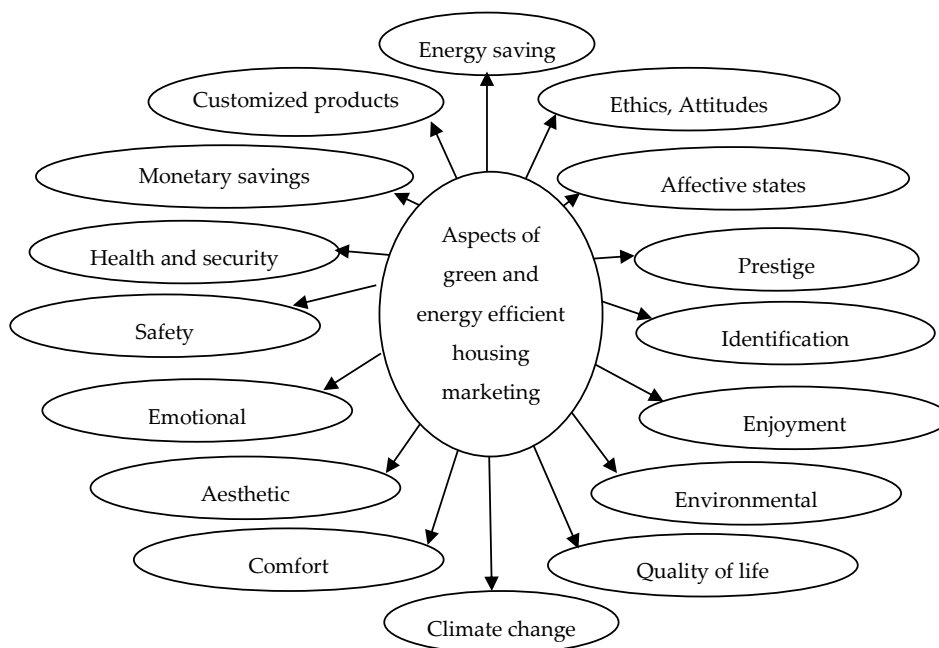 Energy saving
Customized products
Ethics, Attitudes
Monetary savings
Affective states
Health and security
Prestige
Safety
Identification
Aspects of
green and
energy efficient
housing
marketing
Emotional
Enjoyment
Aesthetic
Environmental
Comfort
Quality of life
Climate change